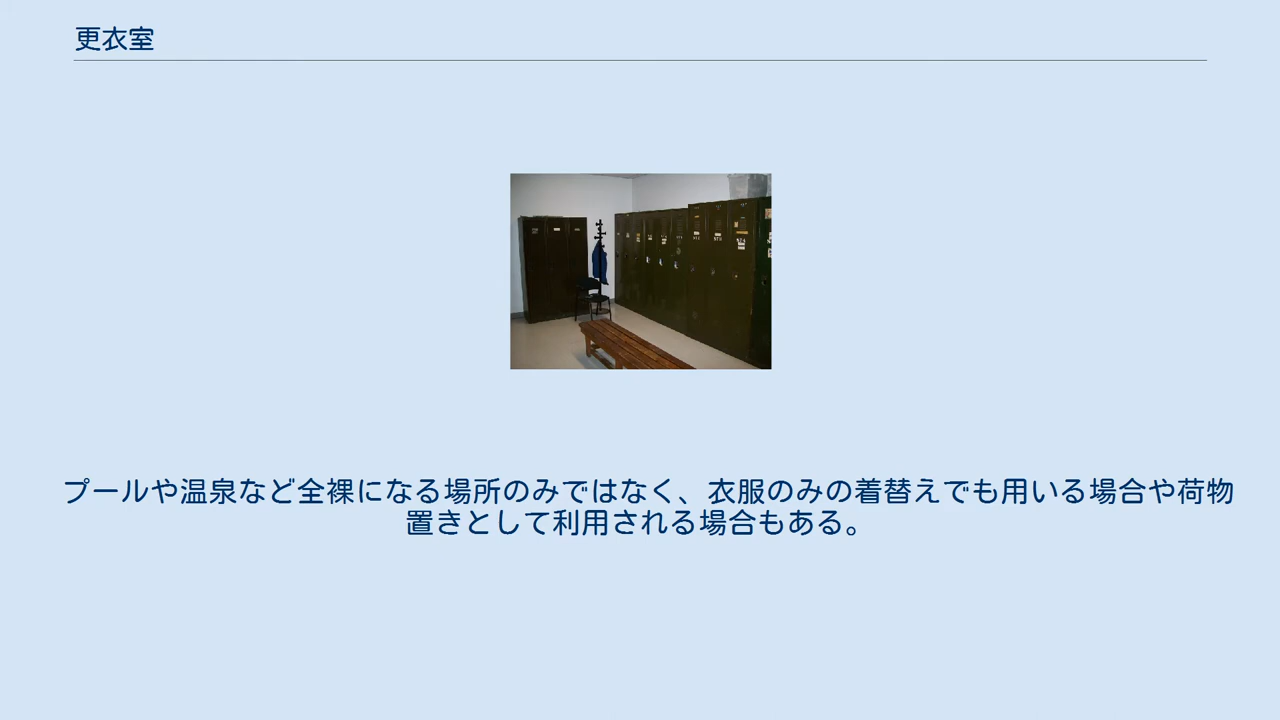 更衣室
プールや温泉など全裸になる場所のみではなく、衣服のみの着替えでも用いる場合や荷物
置きとして利用される場合もある。